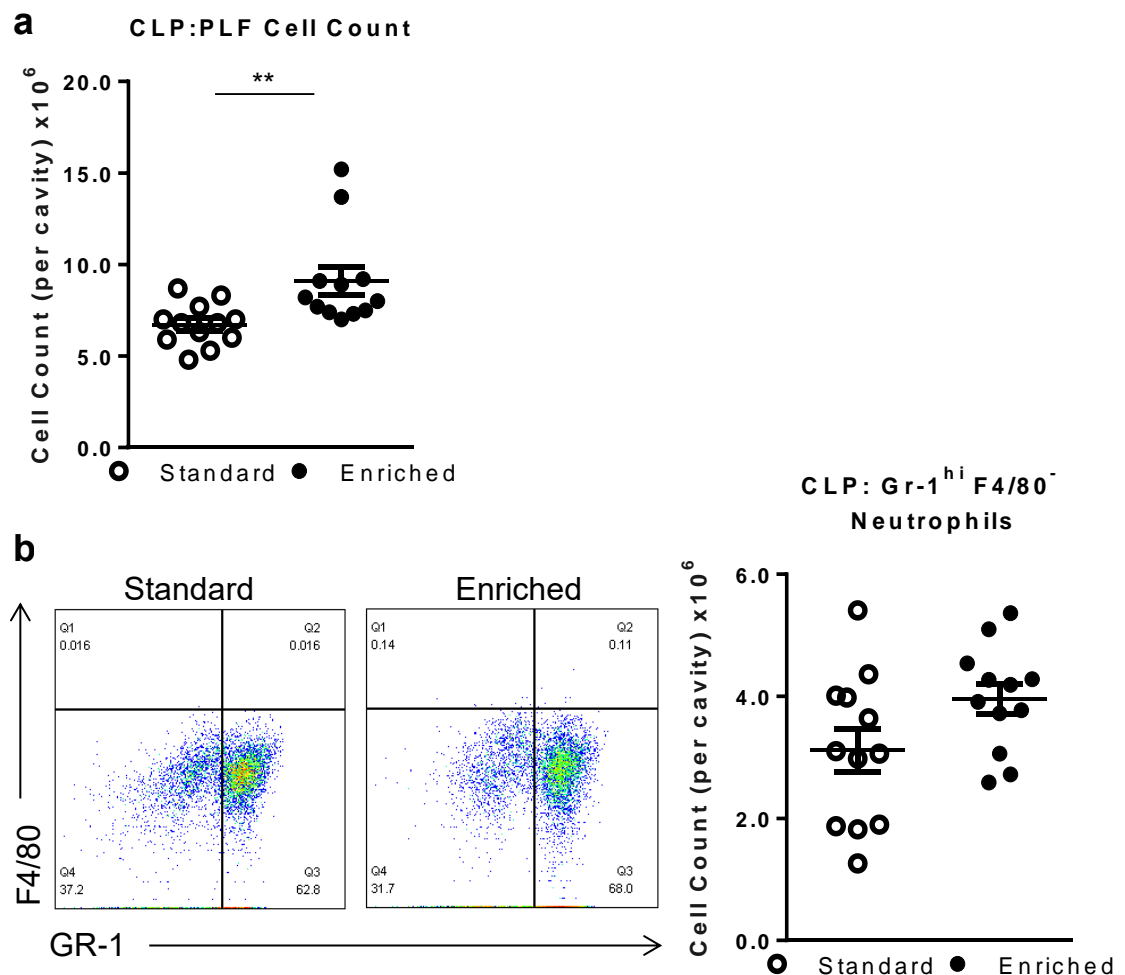 a
CLP:PLF Cell Count
Cell Count (per cavity) x10^6
20.0
**
15.0
10.0
5.0
0.0
Standard Enriched
b
Standard Enriched
F4/80
Q1
0.016
Q2
0.016
Q4
37.2
Q3
62.8
Q1
0.14
Q2
0.11
Q4
31.7
Q3
68.0
GR-1
CLP: Gr-1^hi F4/80^-
Neutrophils
Cell Count (per cavity) x10^6
6.0
4.0
2.0
0.0
Standard Enriched